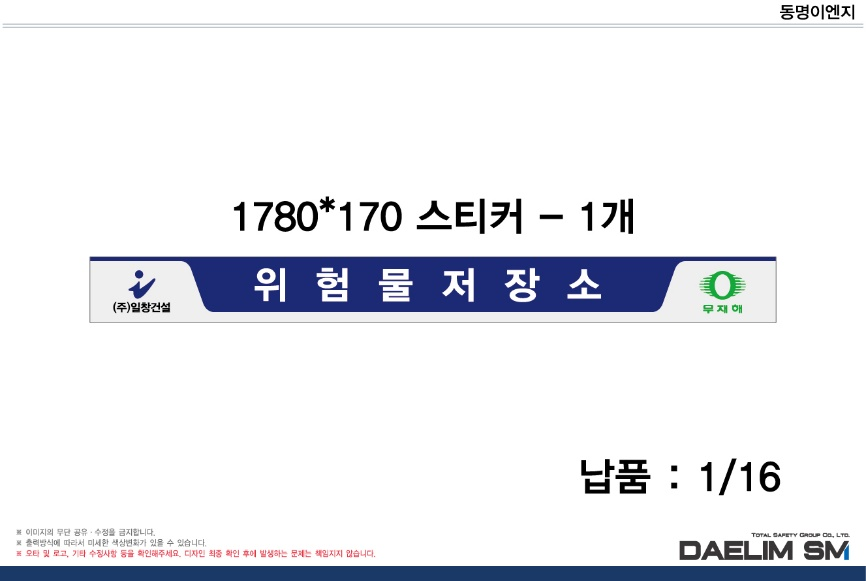 동명이엔지
1780*170 스티커 – 1개
위 험 물 저 장 소
(주)일창건설
무재해
납품 : 1/16
※ 이미지의 무단 공유 · 수정을 금지합니다.
※ 출력방식에 따라서 미세한 색상변화가 있을 수 있습니다.
※ 오타 및 로고, 기타 수정사항 등을 확인해주세요. 디자인 최종 확인 후에 발생하는 문제는 책임지지 않습니다.
TOTAL SAFETY GROUP CO., LTD.
DAELIM SM